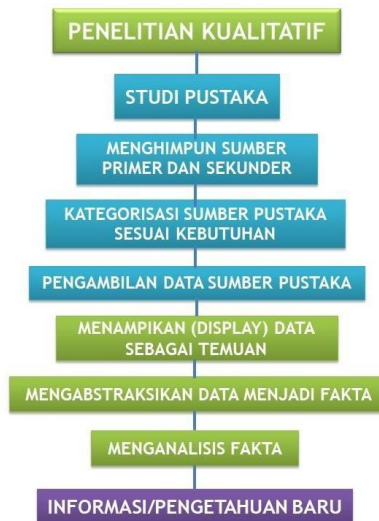 PENELITIAN KUALITATIF
STUDI PUSTAKA
MENGHIMPUN SUMBER
PRIMER DAN SEKUNDER
KATEGORISASI SUMBER PUSTAKA
SESUAI KEBUTUHAN
PENGAMBILAN DATA SUMBER PUSTAKA
MENAMPIKAN (DISPLAY) DATA
SEBAGAI TEMUAN
MENGABSTRAKSIKAN DATA MENJADI FAKTA
MENGANALISIS FAKTA
INFORMASI/PENGETAHUAN BARU